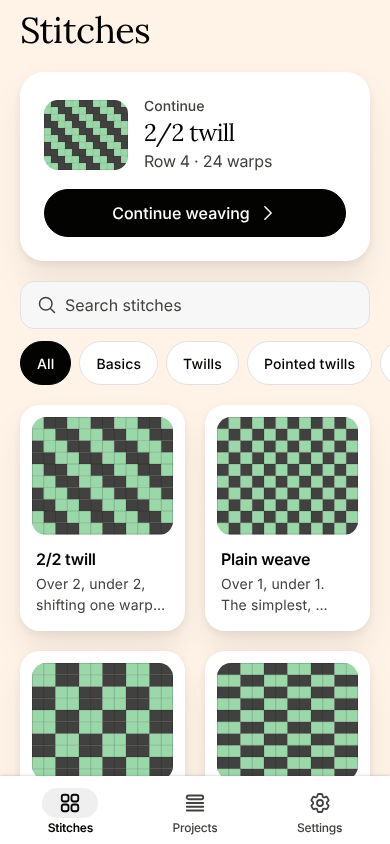 Stitches
Continue
2/2 twill
Row 4 · 24 warps
Continue weaving
Search stitches
All
Basics
Twills
Pointed twills
2/2 twill
Over 2, under 2,
shifting one warp...
Plain weave
Over 1, under 1.
The simplest, ...
Stitches
Projects
Settings